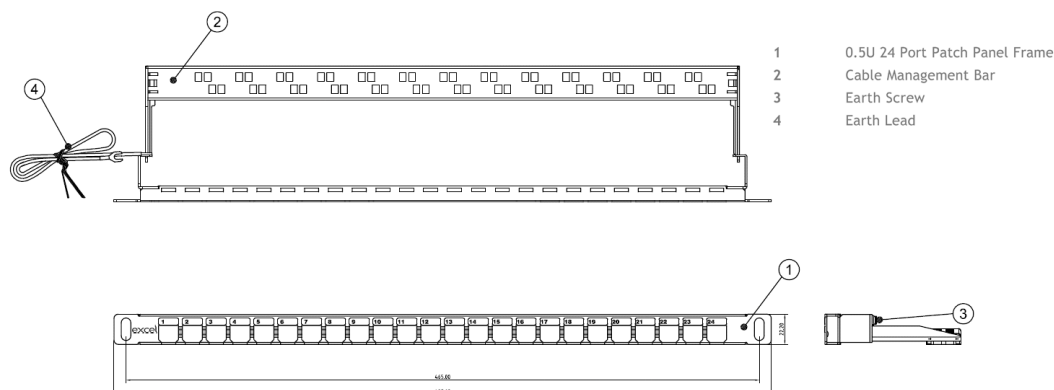 2
4
1 0.5U 24 Port Patch Panel Frame
2 Cable Management Bar
3 Earth Screw
4 Earth Lead
1
excel 1 2 3 4 5 6 7 8 9 10 11 12 13 14 15 16 17 18 19 20 21 22 23 24
22.20
3
465.00